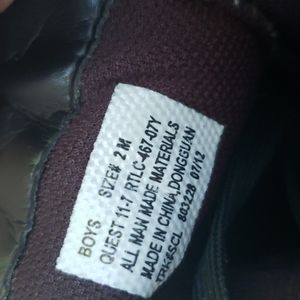 BOYS SIZE# 2 M
QUEST 11-7 RTLC-467-07Y
ALL MAN MADE MATERIALS
MADE IN CHINA,DONGGUAN
TRKESCL 803228 07/12